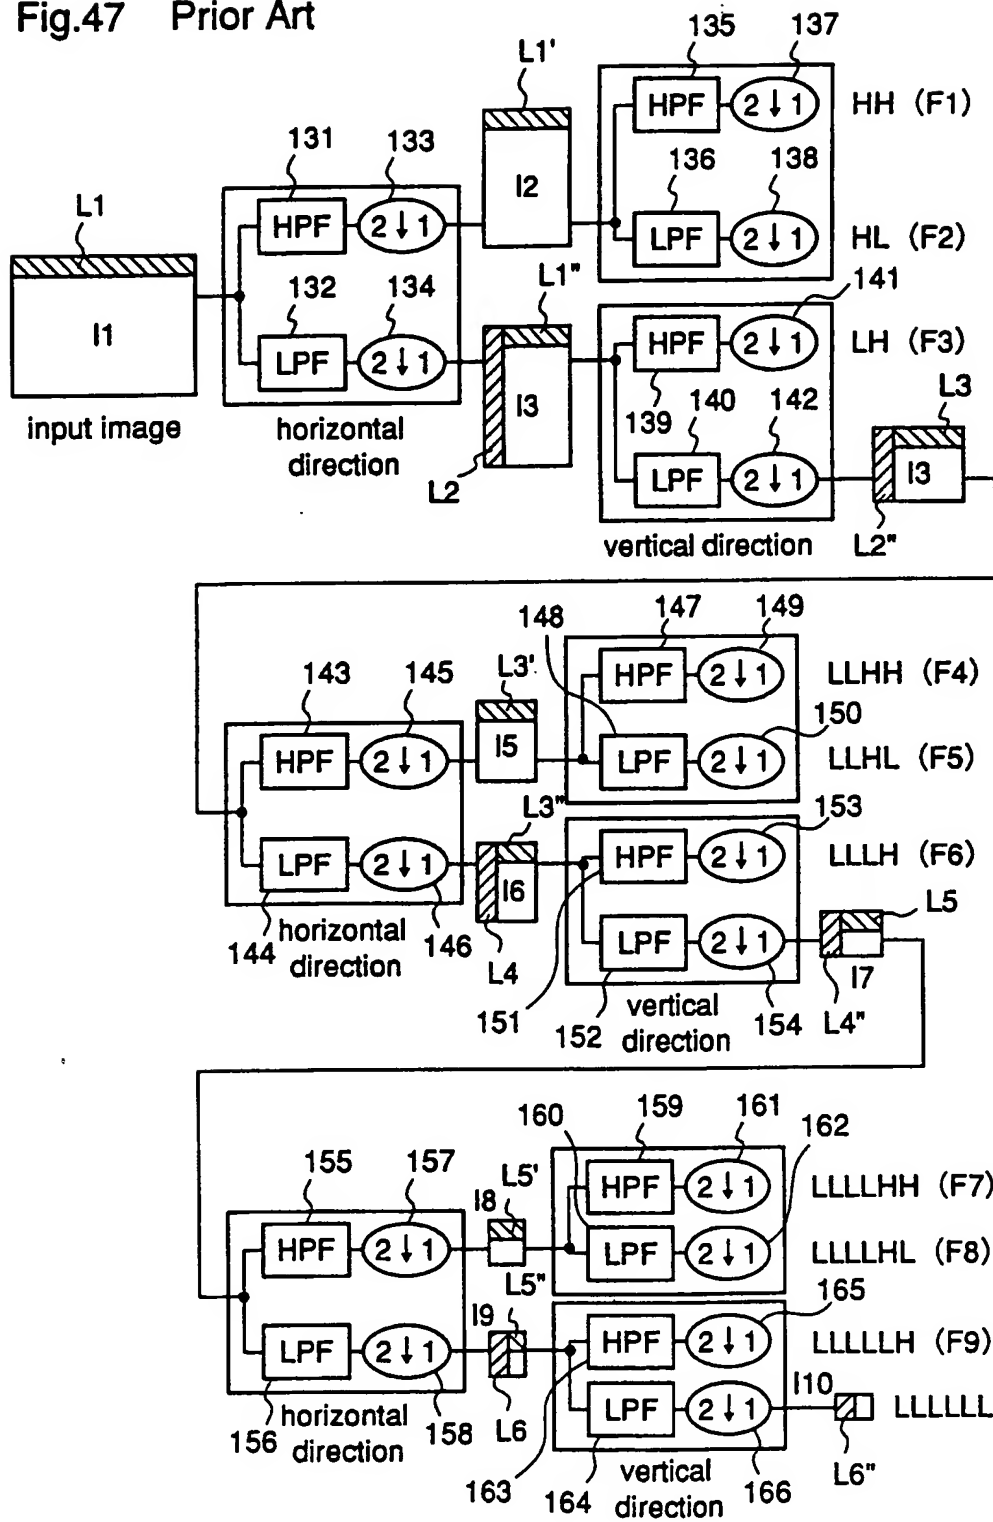 Fig.47 Prior Art
135 137
L1'
HPF 2↓1 HH (F1)
131 133
136 138
I2
L1
HPF 2↓1
LPF 2↓1 HL (F2)
132 134
L1"
141
I1
HPF 2↓1 LH (F3)
LPF 2↓1
I3
139 140 142
L3
input image
horizontal
direction
L2
LPF 2↓1
I3
vertical direction
L2"
148 147 149
L3'
HPF 2↓1 LLHH (F4)
143 145
150
I5
HPF 2↓1
LPF 2↓1 LLHL (F5)
L3"
153
LPF 2↓1
I6
HPF 2↓1 LLLH (F6)
L5
144
horizontal
direction
146
L4
LPF 2↓1
I7
151
152
vertical
direction
154
L4"
160 159 161
162
155 157
L5'
I8
HPF 2↓1 LLLLHH (F7)
HPF 2↓1
LPF 2↓1 LLLLHL (F8)
L5"
165
I9
LPF 2↓1
HPF 2↓1 LLLLLH (F9)
I10
156
horizontal
direction
158
L6
LPF 2↓1
LLLLLL
163
164
vertical
direction
166
L6"